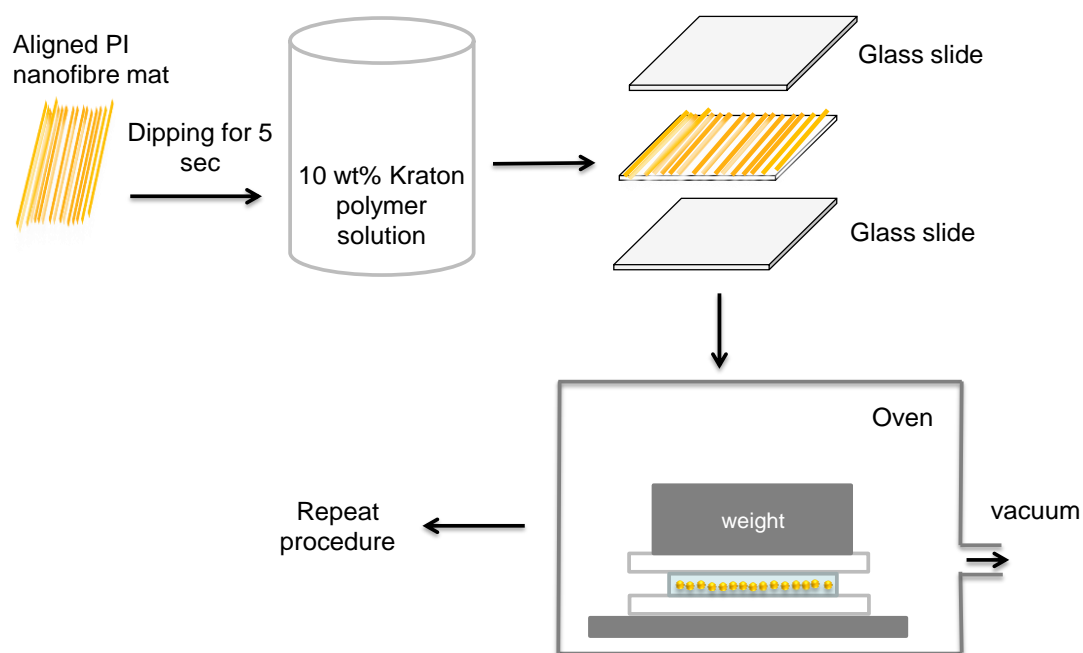 Aligned PI
nanofibre mat
Dipping for 5
sec
10 wt% Kraton
polymer
solution
Glass slide
Glass slide
Oven
weight
vacuum
Repeat
procedure